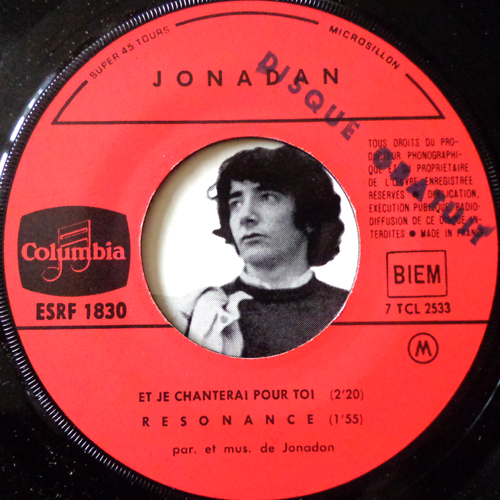 SUPER 45 TOURS
MICROSILLON
JONADAN
DISQUE GRATUIT
TOUS DROITS DU PRO-
DUCTEUR PHONOGRAPHI-
QUE ET DU PROPRIETAIRE
DE L'ŒUVRE ENREGISTREE
RESERVES • DUPLICATION,
EXECUTION PUBLIQUE RADIO-
DIFFUSION DE CE DISQUE IN-
TERDITES • MADE IN FRANCE
Columbia
BIEM
ESRF 1830
7 TCL 2533
M
ET JE CHANTERAI POUR TOI (2'20)
RESONANCE (1'55)
par. et mus. de Jonadan